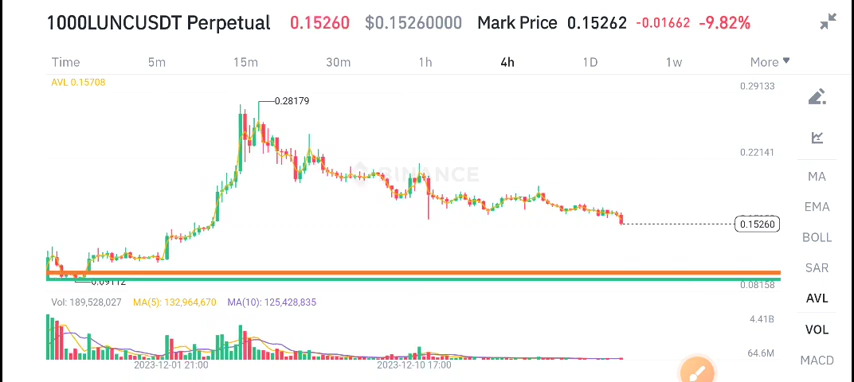 1000LUNCUSDT Perpetual 0.15260 $0.15260000 Mark Price 0.15262 -0.01662 -9.82%
Time 5m 15m 30m 1h 4h 1D 1w More
AVL 0.15708
0.29133
0.28179
0.22141
BINANCE
MA
EMA
0.15260
BOLL
SAR
0.09112
0.08158
AVL
Vol: 189,528,027 MA(5): 132,964,670 MA(10): 125,428,835
4.41B
VOL
64.6M
MACD
2023-12-01 21:00 2023-12-10 17:00